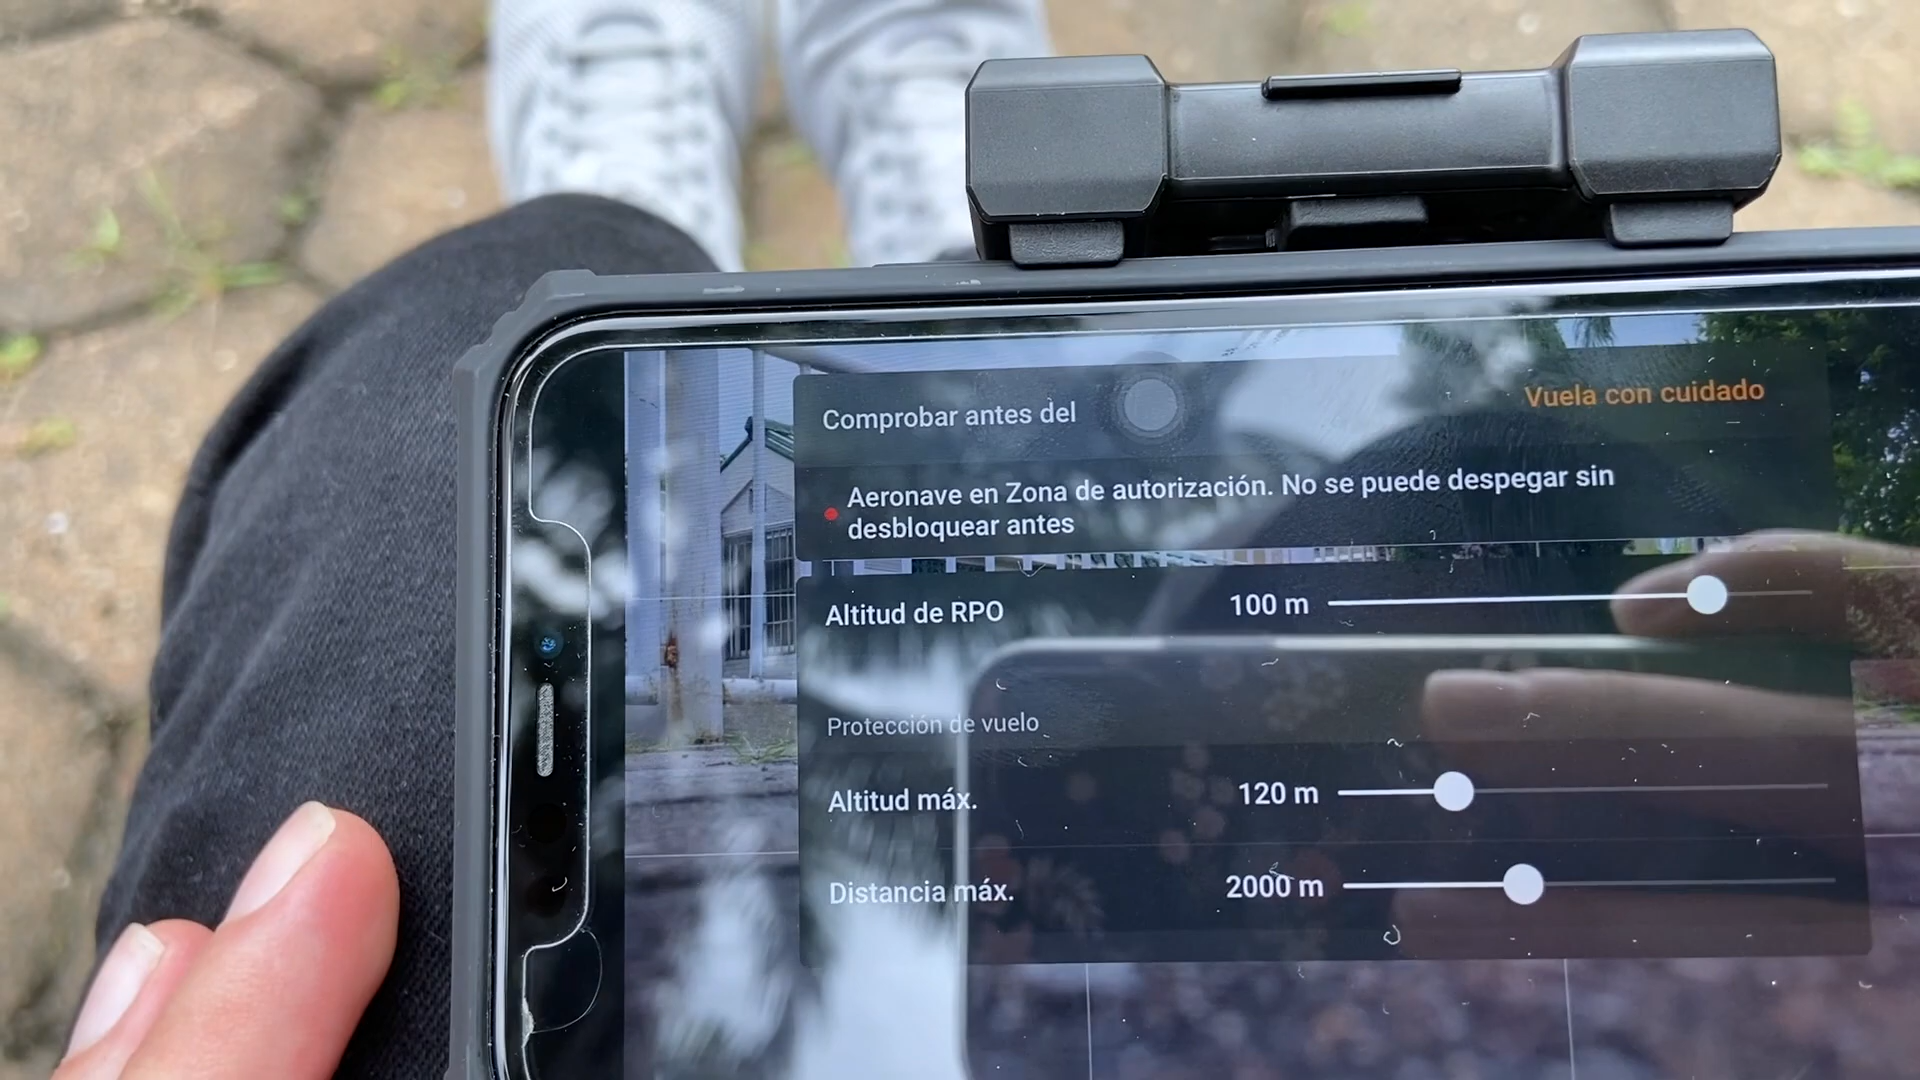 Comprobar antes del
Vuela con cuidado
Aeronave en Zona de autorización. No se puede despegar sin
desbloquear antes
Altitud de RPO 100 m
Protección de vuelo
Altitud máx. 120 m
Distancia máx. 2000 m